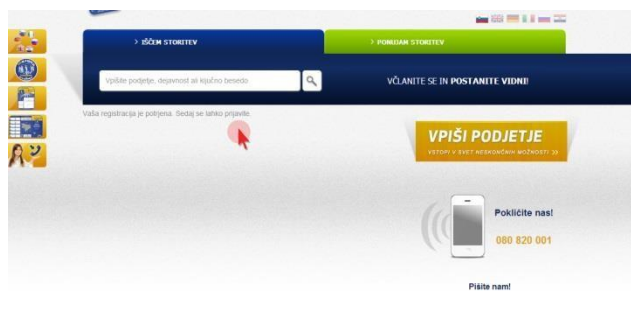 > IŠČEM STORITEV
> PONUJAM STORITEV
Vpišite podjetje, dejavnost ali ključno besedo
VČLANITE SE IN POSTANITE VIDNI!
Vaša registracija je potrjena. Sedaj se lahko prijavite.
VPIŠI PODJETJE
VSTOPI V SVET NESKONČNIH MOŽNOSTI »
Pokličite nas!
080 820 001
Pišite nam!